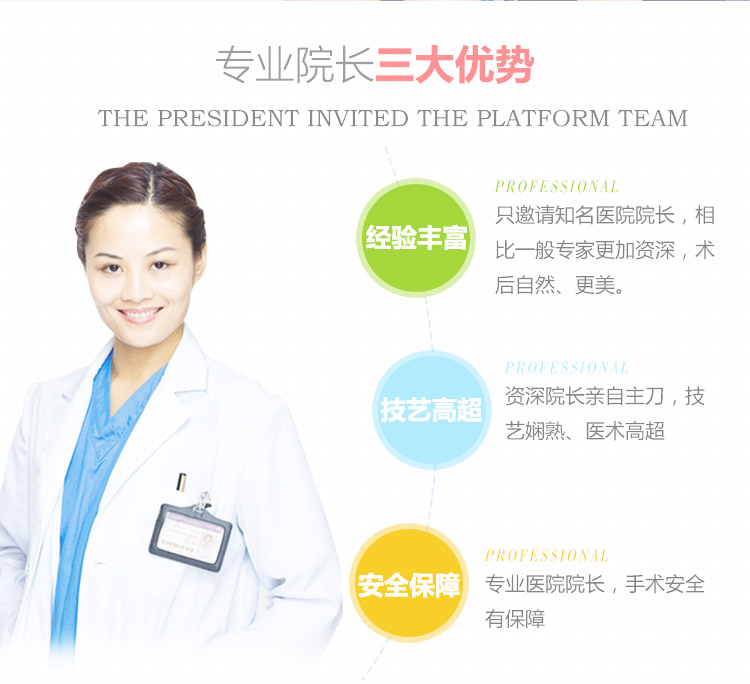 专业院长三大优势
THE PRESIDENT INVITED THE PLATFORM TEAM
经验丰富
PROFESSIONAL
只邀请知名医院院长，相
比一般专家更加资深，术
后自然、更美。
技艺高超
PROFESSIONAL
资深院长亲自主刀，技
艺娴熟、医术高超
安全保障
PROFESSIONAL
专业医院院长，手术安全
有保障